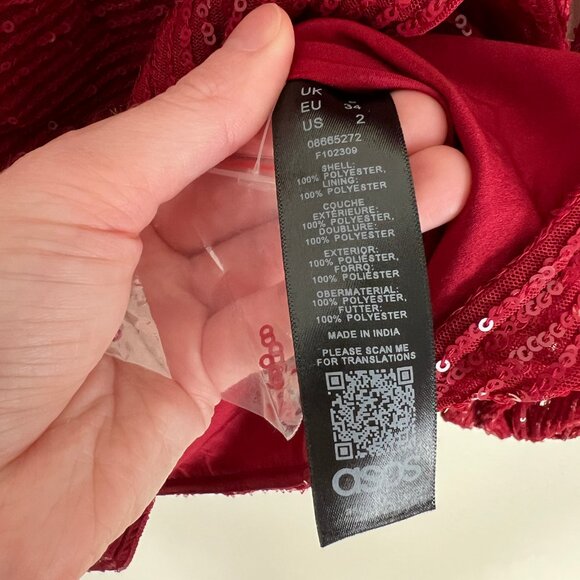 UK
EU 34
US 2
08665272
F102309
SHELL:
100% POLYESTER,
LINING:
100% POLYESTER
COUCHE
EXTÉRIEURE:
100% POLYESTER,
DOUBLURE:
100% POLYESTER
EXTERIOR:
100% POLIÉSTER,
FORRO:
100% POLIÉSTER
OBERMATERIAL:
100% POLYESTER,
FUTTER:
100% POLYESTER
MADE IN INDIA
PLEASE SCAN ME
FOR TRANSLATIONS
asos